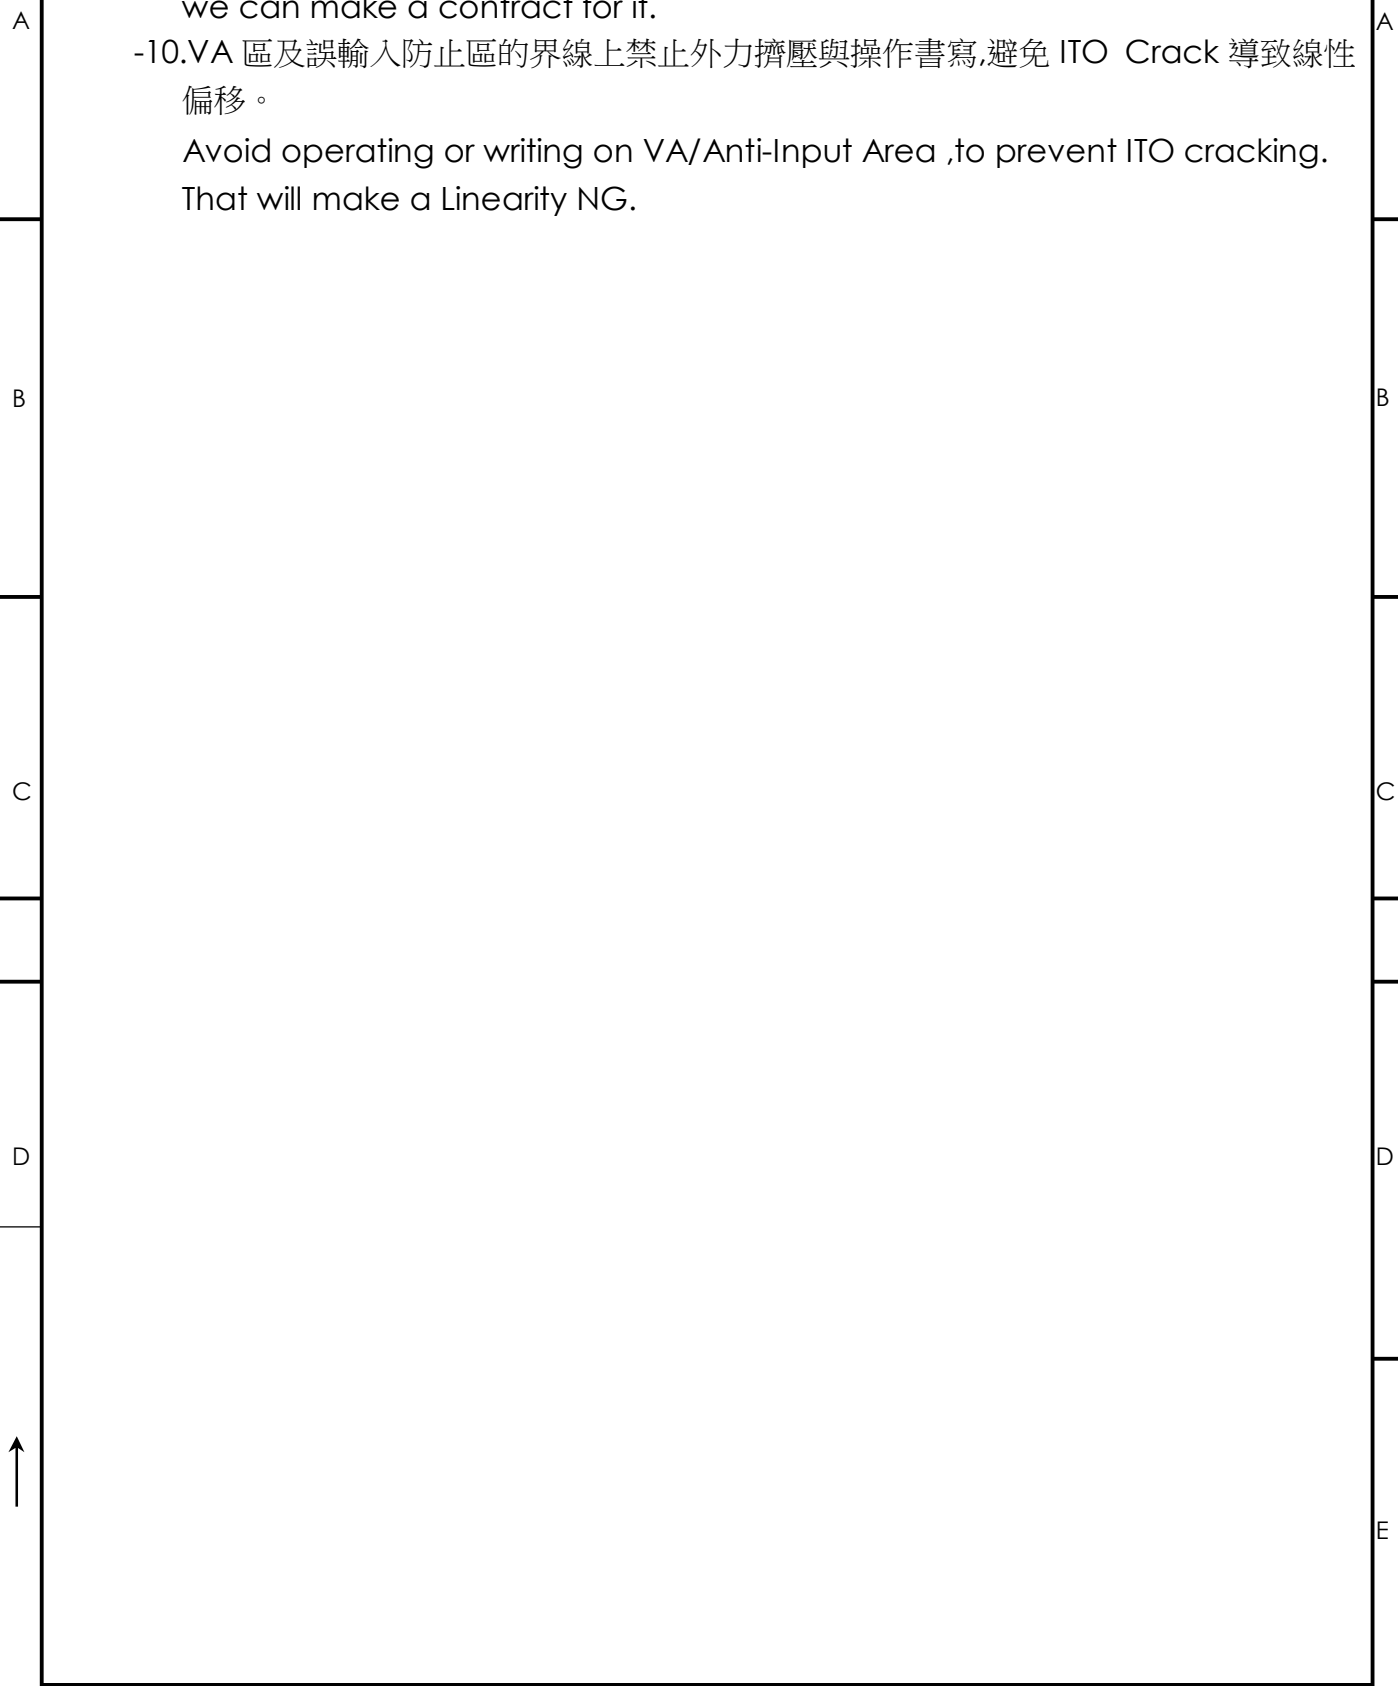 we can make a contract for it.
A
A
-10.VA 區及誤輸入防止區的界線上禁止外力擠壓與操作書寫,避免 ITO Crack 導致線性
偏移。
Avoid operating or writing on VA/Anti-Input Area ,to prevent ITO cracking.
That will make a Linearity NG.
B
B
C
C
D
D
E